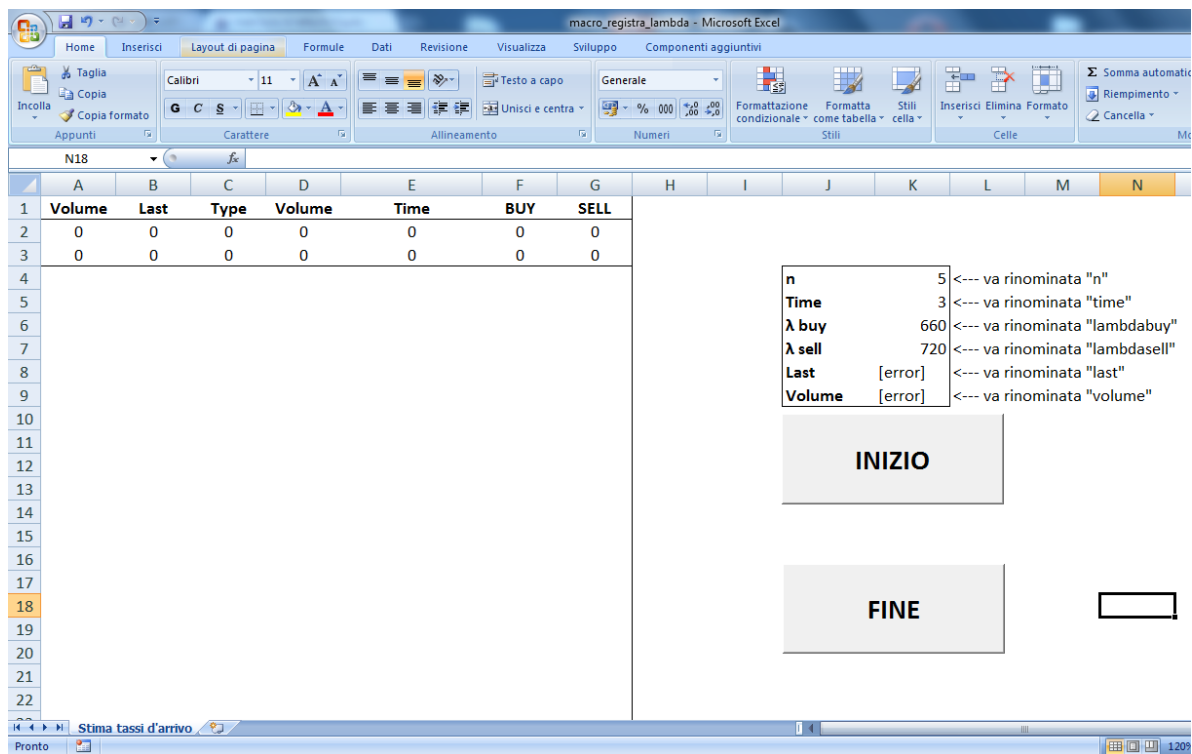 macro_registra_lambda - Microsoft Excel
Home Inserisci Layout di pagina Formule Dati Revisione Visualizza Sviluppo Componenti aggiuntivi
Incolla
Taglia
Copia
Copia formato
Appunti
Calibri 11
G C S
Carattere
Testo a capo
Unisci e centra
Allineamento
Generale
% 000
Numeri
Formattazione condizionale
Formatta come tabella
Stili cella
Stili
Inserisci Elimina Formato
Celle
Σ Somma automatic
Riempimento
Cancella
Mo
N18 fx
A B C D E F G H I J K L M N
1 Volume Last Type Volume Time BUY SELL
2 0 0 0 0 0 0 0
3 0 0 0 0 0 0 0
4 n 5 <--- va rinominata "n"
5 Time 3 <--- va rinominata "time"
6 λ buy 660 <--- va rinominata "lambdabuy"
7 λ sell 720 <--- va rinominata "lambdasell"
8 Last [error] <--- va rinominata "last"
9 Volume [error] <--- va rinominata "volume"
10
11
12 INIZIO
13
14
15
16
17
18 FINE
19
20
21
22
Stima tassi d'arrivo
Pronto 120%